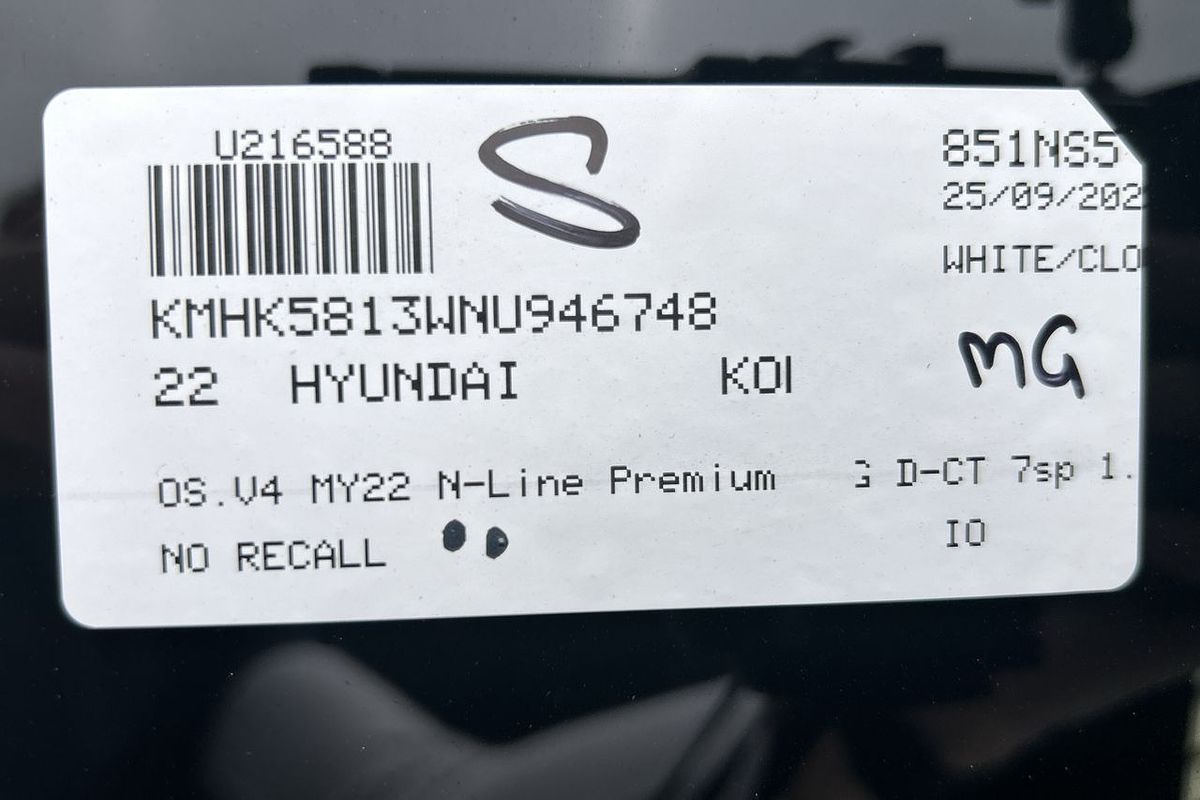 U216588
S
851NS5
25/09/202
KMHK5813WNU946748
WHITE/CLO
22 HYUNDAI KOI
MG
OS.V4 MY22 N-Line Premium G D-CT 7sp 1.
NO RECALL
IO